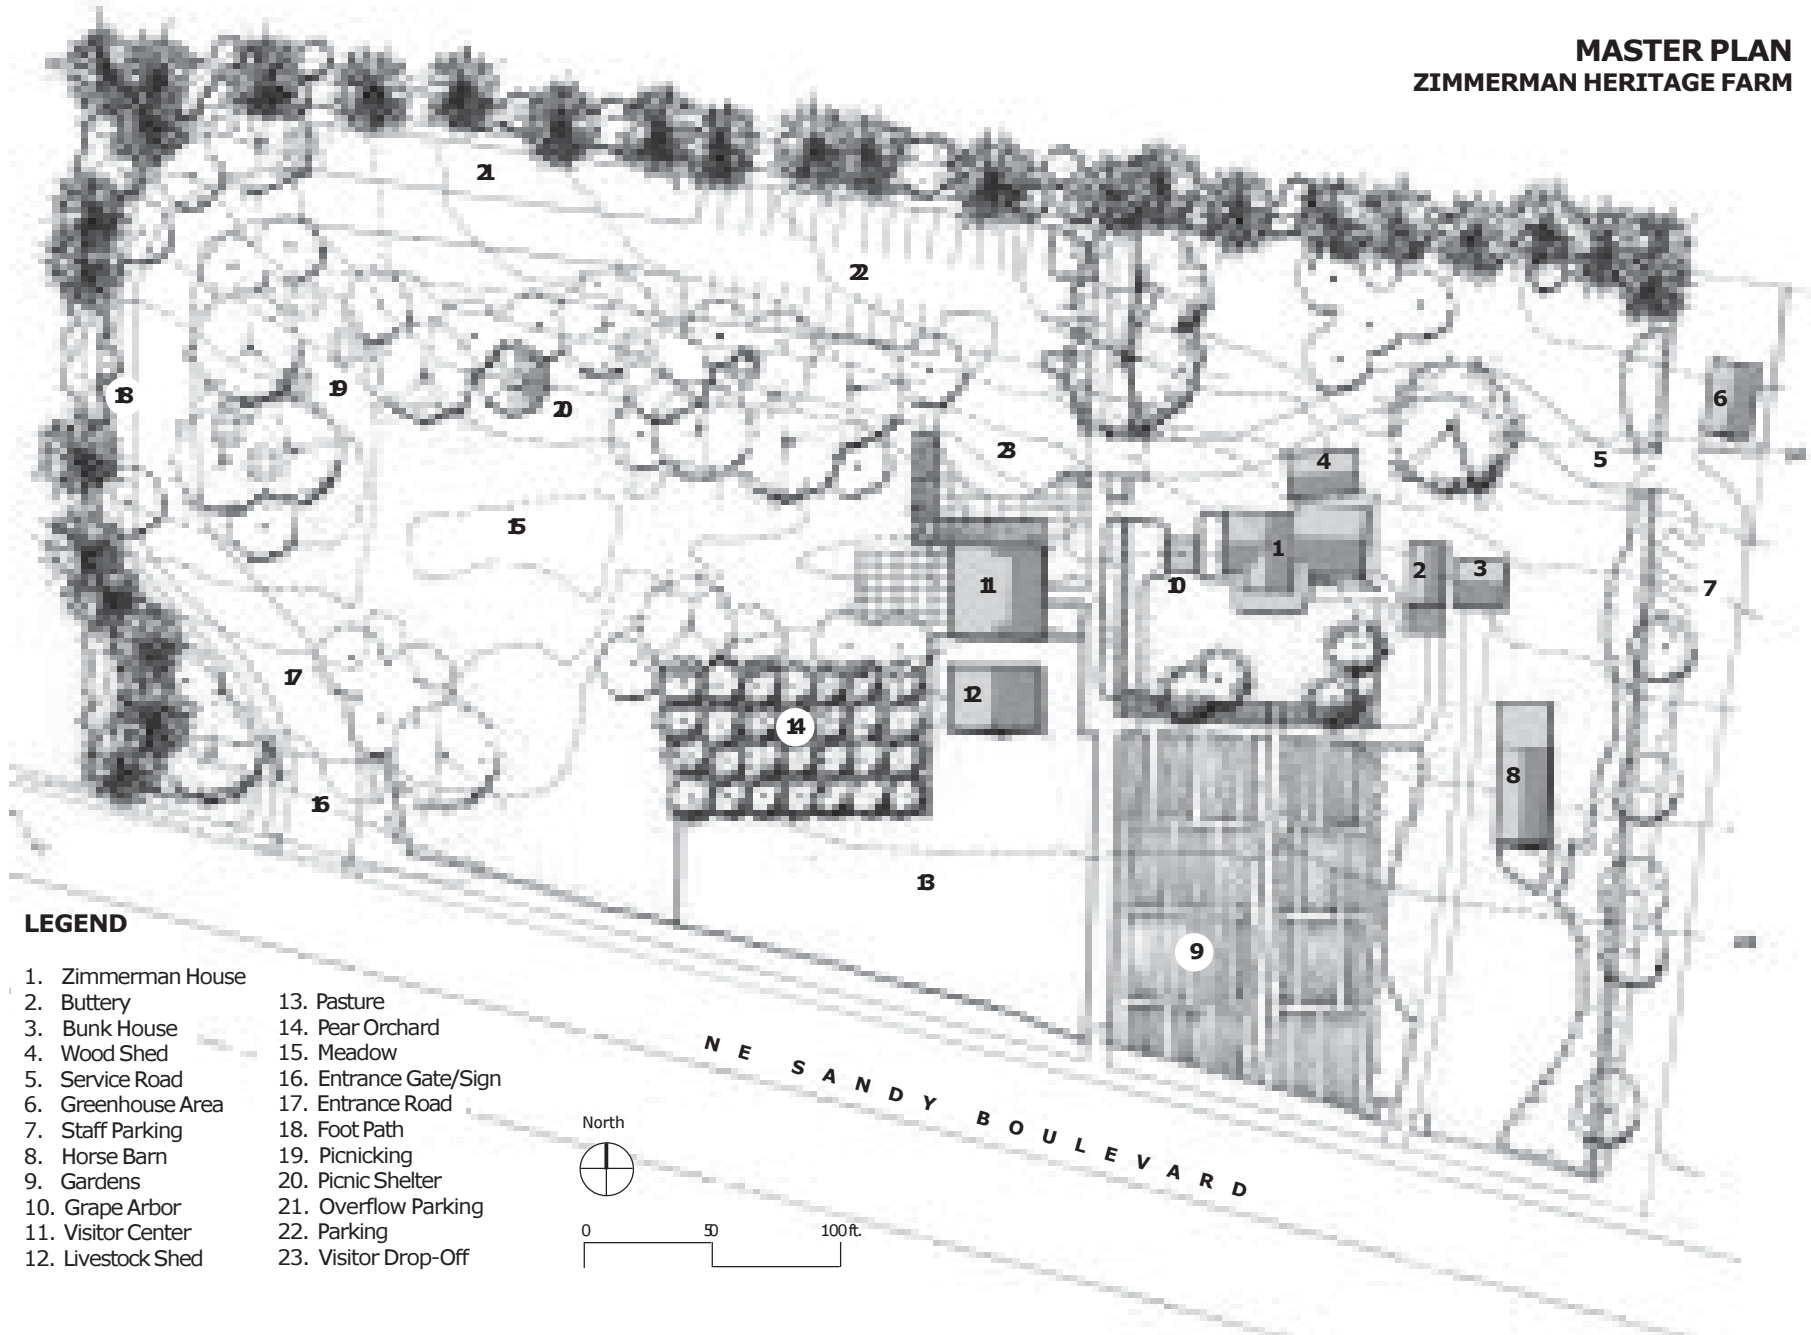 MASTER PLAN
ZIMMERMAN HERITAGE FARM
21
22
18
19
20
23
4
6
5
15
1
11
10
2
3
7
17
12
14
16
8
13
9
LEGEND
1. Zimmerman House
2. Buttery
3. Bunk House
4. Wood Shed
5. Service Road
6. Greenhouse Area
7. Staff Parking
8. Horse Barn
9. Gardens
10. Grape Arbor
11. Visitor Center
12. Livestock Shed
13. Pasture
14. Pear Orchard
15. Meadow
16. Entrance Gate/Sign
17. Entrance Road
18. Foot Path
19. Picnicking
20. Picnic Shelter
21. Overflow Parking
22. Parking
23. Visitor Drop-Off
NE SANDY BOULEVARD
North
0 50 100 ft.